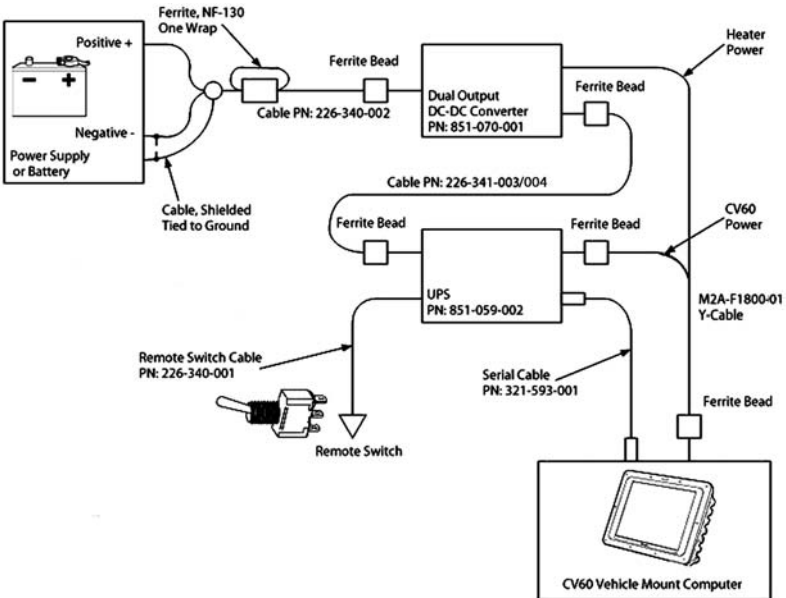 Ferrite, NF-130
One Wrap
Positive +
Negative -
Power Supply
or Battery
Cable, Shielded
Tied to Ground
Cable PN: 226-340-002
Ferrite Bead
Dual Output
DC-DC Converter
PN: 851-070-001
Ferrite Bead
Heater
Power
Cable PN: 226-341-003/004
Ferrite Bead
UPS
PN: 851-059-002
Ferrite Bead
CV60
Power
M2A-F1800-01
Y-Cable
Remote Switch Cable
PN: 226-340-001
Remote Switch
Serial Cable
PN: 321-593-001
Ferrite Bead
CV60 Vehicle Mount Computer